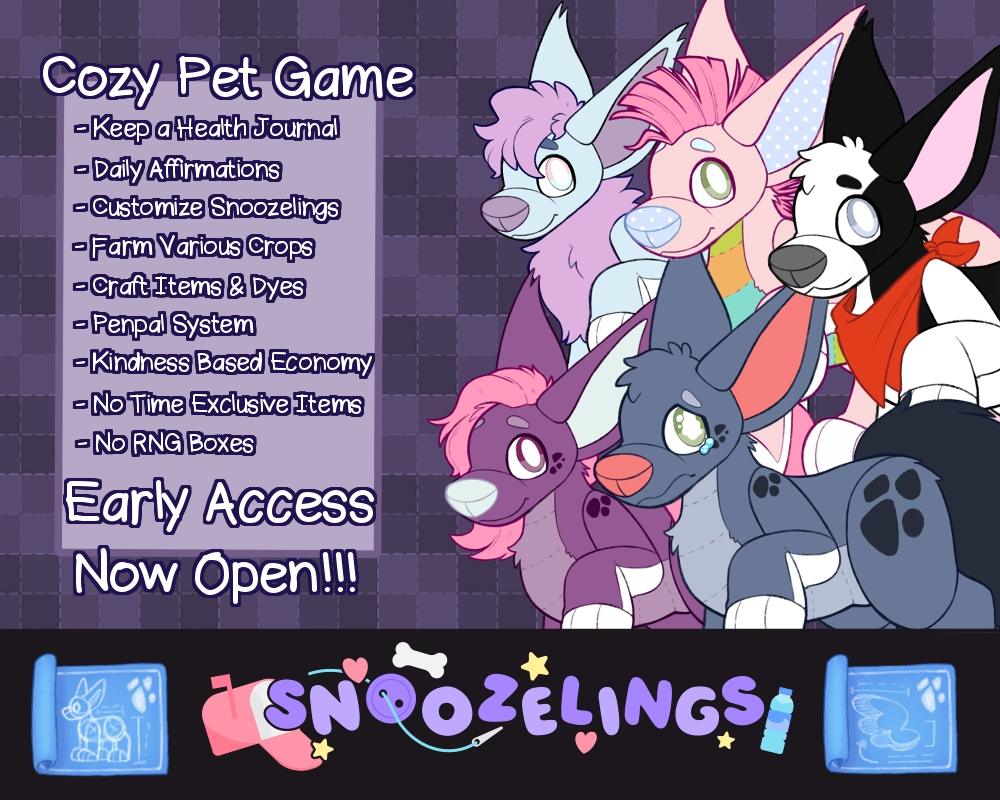 Cozy Pet Game
- Keep a Health Journal
- Daily Affirmations
- Customize Snoozelings
- Farm Various Crops
- Craft Items & Dyes
- Penpal System
- Kindness Based Economy
- No Time Exclusive Items
- No RNG Boxes
Early Access
Now Open!!!
SNOOZELINGS